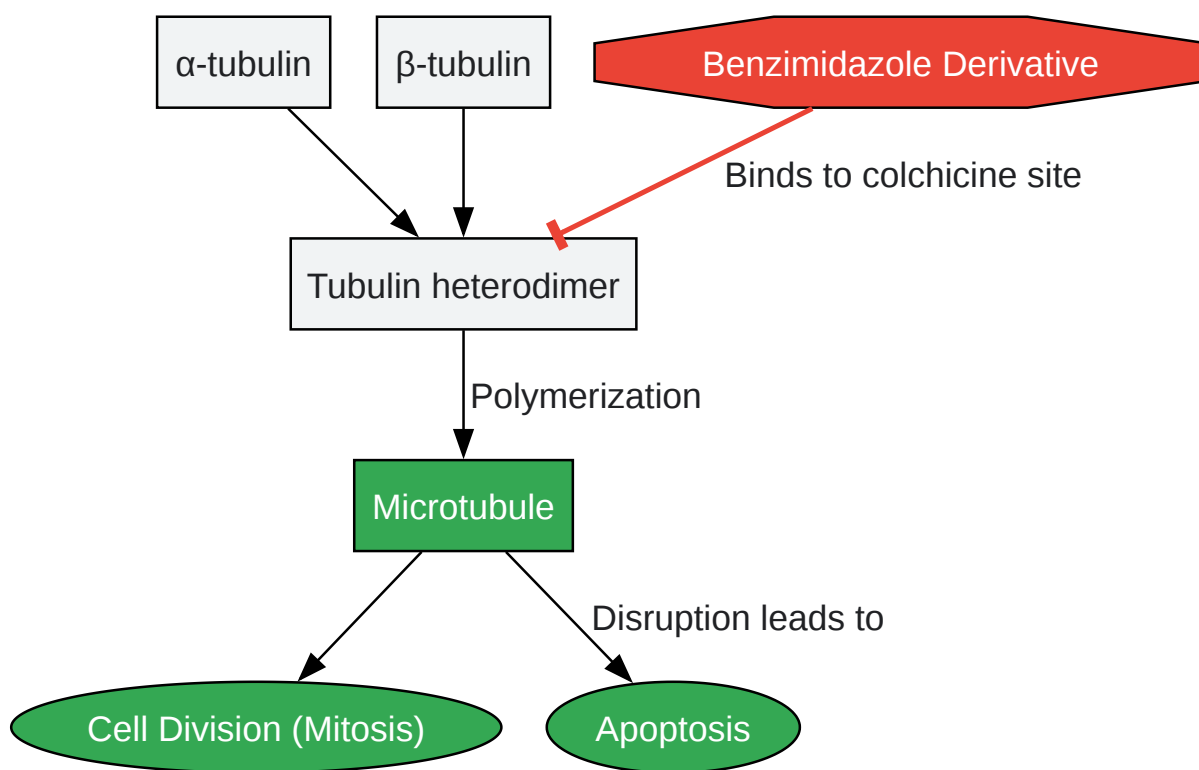 α-tubulin
β-tubulin
Benzimidazole Derivative
Binds to colchicine site
Tubulin heterodimer
Polymerization
Microtubule
Disruption leads to
Cell Division (Mitosis)
Apoptosis